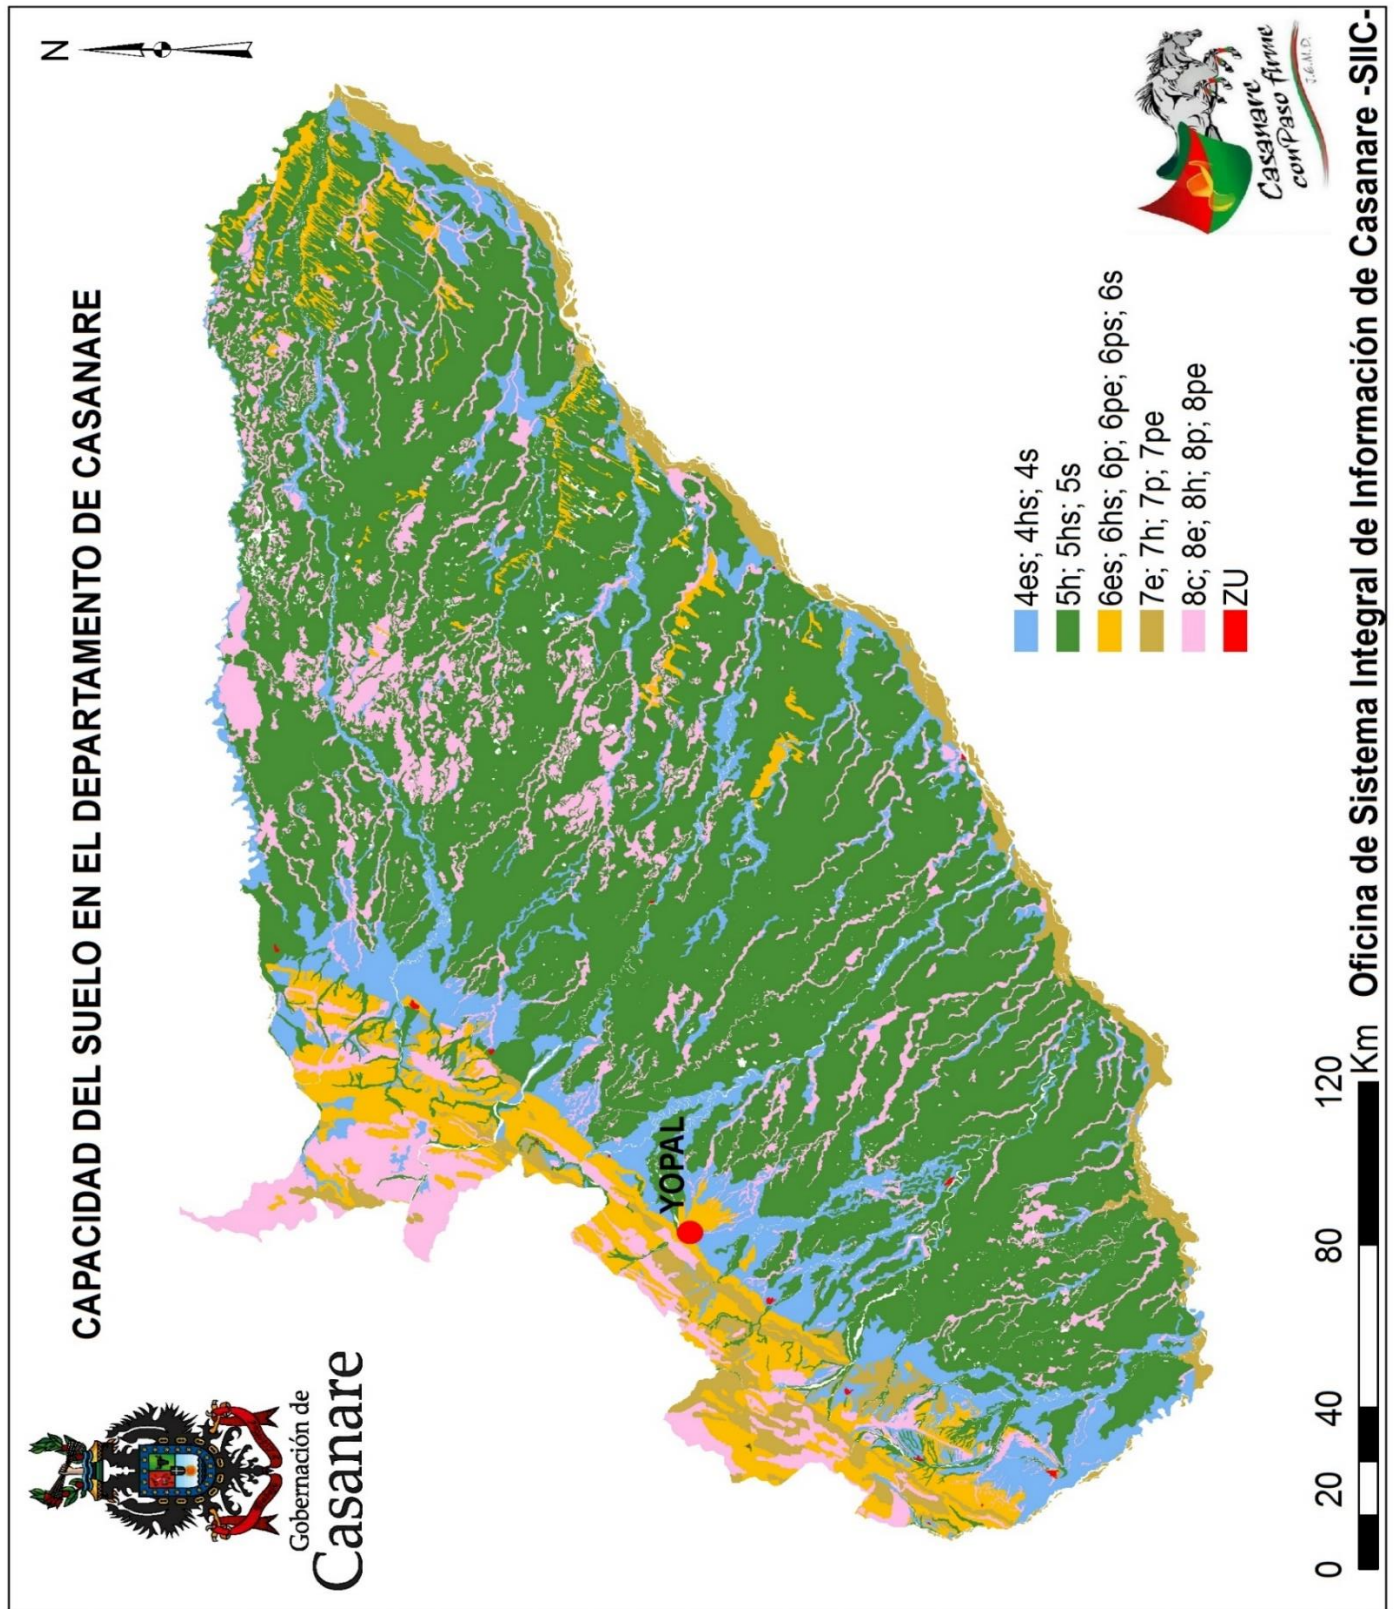 CAPACIDAD DEL SUELO EN EL DEPARTAMENTO DE CASANARE
N
Gobernación de
Casanare
YOPAL
4es; 4hs; 4s
5h; 5hs; 5s
6es; 6hs; 6p; 6pe; 6ps; 6s
7e; 7h; 7p; 7pe
8c; 8e; 8h; 8p; 8pe
ZU
Casanare
con Paso firme
J.G.M.D.
0 20 40 80 120
Km
Oficina de Sistema Integral de Información de Casanare -SIIC-